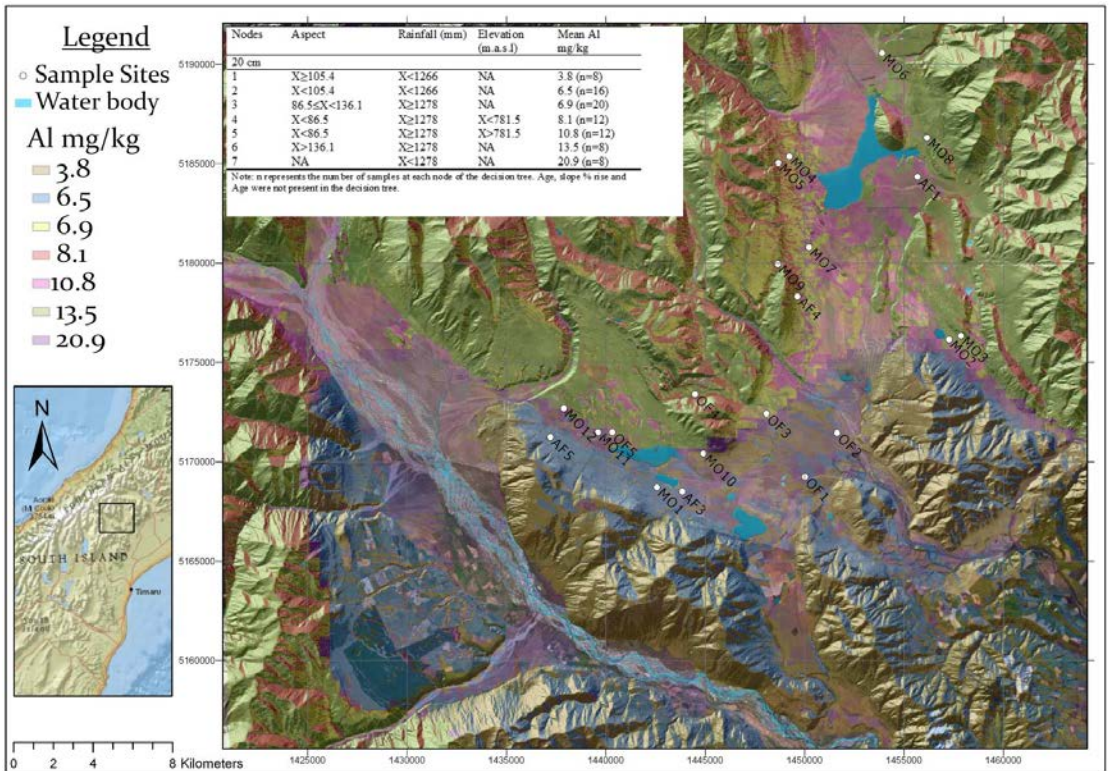 Legend
Sample Sites
Water body
Al mg/kg
3.8
6.5
6.9
8.1
10.8
13.5
20.9
Nodes Aspect Rainfall (mm) Elevation (m.a.s.l) Mean Al mg/kg
20 cm
1 X≥105.4 X<1266 NA 3.8 (n=8)
2 X<105.4 X<1266 NA 6.5 (n=16)
3 86.5≤X<136.1 X≥1278 NA 6.9 (n=20)
4 X<86.5 X≥1278 X<781.5 8.1 (n=12)
5 X<86.5 X≥1278 X>781.5 10.8 (n=12)
6 X>136.1 X≥1278 NA 13.5 (n=8)
7 NA X<1278 NA 20.9 (n=8)
Note: n represents the number of samples at each node of the decision tree. Age, slope % rise and
Age were not present in the decision tree.
MO6
MO8
MO4
MO5
AF1
MO7
MO9
AF4
MO3
MO2
OF3
OF2
MO12
MO11
OF5
AF5
MO10
MO1
AF3
OF1
5190000
5185000
5180000
5175000
5170000
5165000
5160000
1425000
1430000
1435000
1440000
1445000
1450000
1455000
1460000
N
SOUTH ISLAND
Timaru
0 2 4 6 8 Kilometers